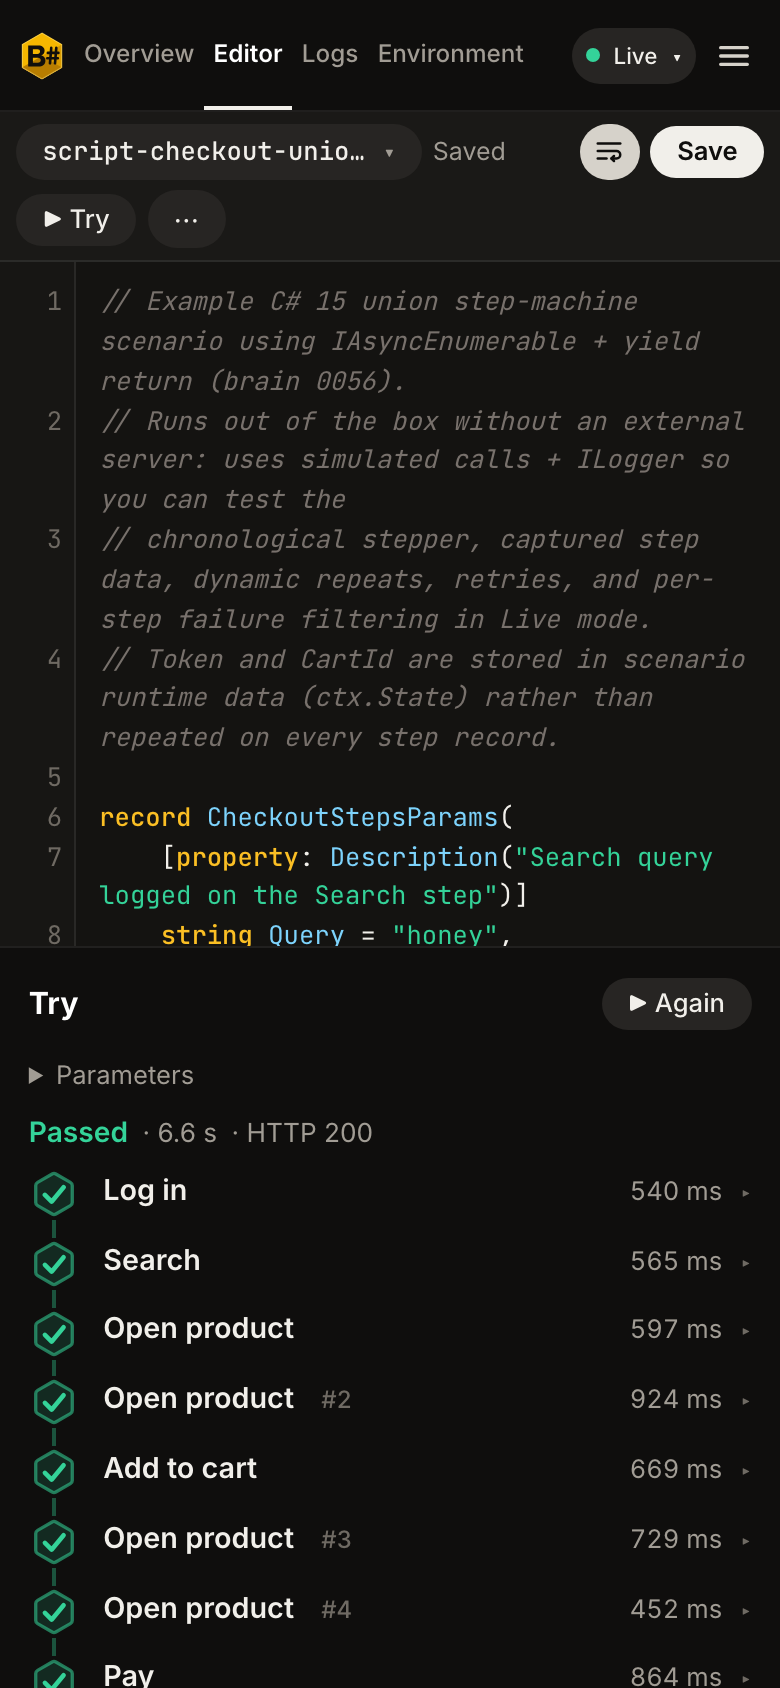 B#
Overview Editor Logs Environment Live
script-checkout-unio… Saved Save
Try …
1 // Example C# 15 union step-machine
scenario using IAsyncEnumerable + yield
return (brain 0056).
2 // Runs out of the box without an external
server: uses simulated calls + ILogger so
you can test the
3 // chronological stepper, captured step
data, dynamic repeats, retries, and per-
step failure filtering in Live mode.
4 // Token and CartId are stored in scenario
runtime data (ctx.State) rather than
repeated on every step record.
5
6 record CheckoutStepsParams(
7 [property: Description("Search query
logged on the Search step")]
8 string Query = "honey",
Try Again
Parameters
Passed · 6.6 s · HTTP 200
Log in 540 ms
Search 565 ms
Open product 597 ms
Open product #2 924 ms
Add to cart 669 ms
Open product #3 729 ms
Open product #4 452 ms
Pay 864 ms